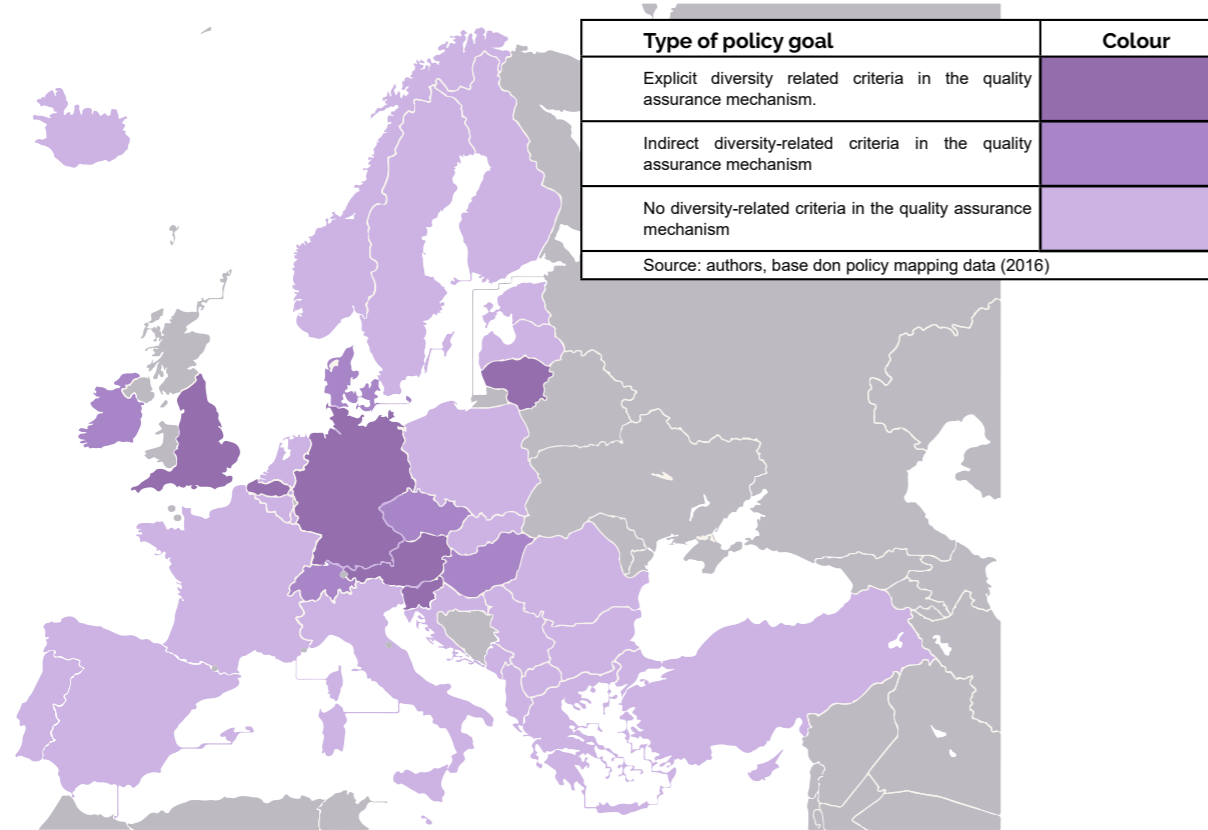 Type of policy goal Colour
Explicit diversity related criteria in the quality
assurance mechanism.
Indirect diversity-related criteria in the quality
assurance mechanism
No diversity-related criteria in the quality assurance
mechanism
Source: authors, base don policy mapping data (2016)